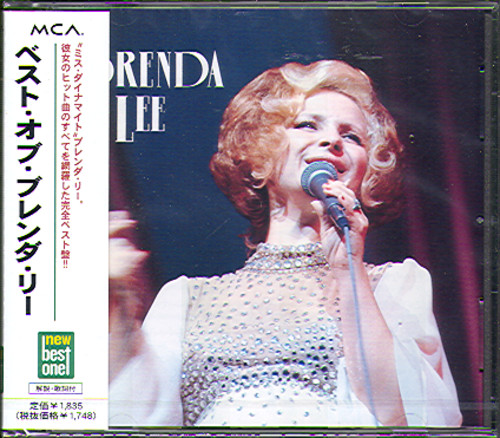 MCA.
"ミス・ダイナマイト"ブレンダ・リー。
彼女のヒット曲のすべてを網羅した完全ベスト盤!!
ベスト・オブ・ブレンダ・リー
new
best
one!
解説・歌詞付
定価¥1,835
(税抜価格¥1,748)
BRENDA
LEE